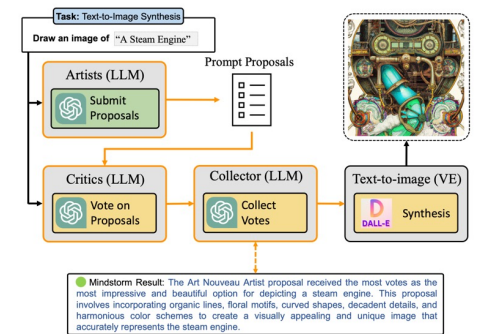 Task: Text-to-Image Synthesis
Draw an image of "A Steam Engine"
Artists (LLM)
Submit
Proposals
Prompt Proposals
Critics (LLM)
Vote on
Proposals
Collector (LLM)
Collect
Votes
Text-to-image (VE)
DALL-E
Synthesis
Mindstorm Result: The Art Nouveau Artist proposal received the most votes as the
most impressive and beautiful option for depicting a steam engine. This proposal
involves incorporating organic lines, floral motifs, curved shapes, decadent details, and
harmonious color schemes to create a visually appealing and unique image that
accurately represents the steam engine.